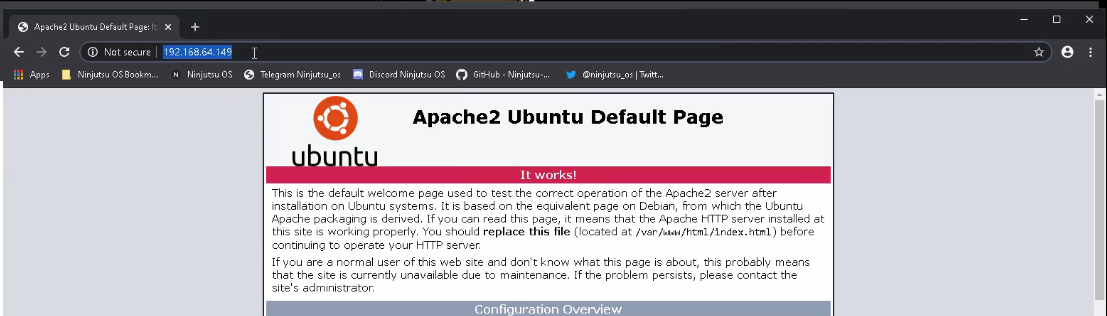 Apache2 Ubuntu Default Page: It
Not secure 192.168.64.149
Apps Ninjutsu OS Bookm... Ninjutsu OS Telegram Ninjutsu_os Discord Ninjutsu OS GitHub - Ninjutsu-... @ninjutsu_os | Twitt...
Apache2 Ubuntu Default Page
ubuntu
It works!
This is the default welcome page used to test the correct operation of the Apache2 server after
installation on Ubuntu systems. It is based on the equivalent page on Debian, from which the Ubuntu
Apache packaging is derived. If you can read this page, it means that the Apache HTTP server installed at
this site is working properly. You should replace this file (located at /var/www/html/index.html) before
continuing to operate your HTTP server.
If you are a normal user of this web site and don't know what this page is about, this probably means
that the site is currently unavailable due to maintenance. If the problem persists, please contact the
site's administrator.
Configuration Overview